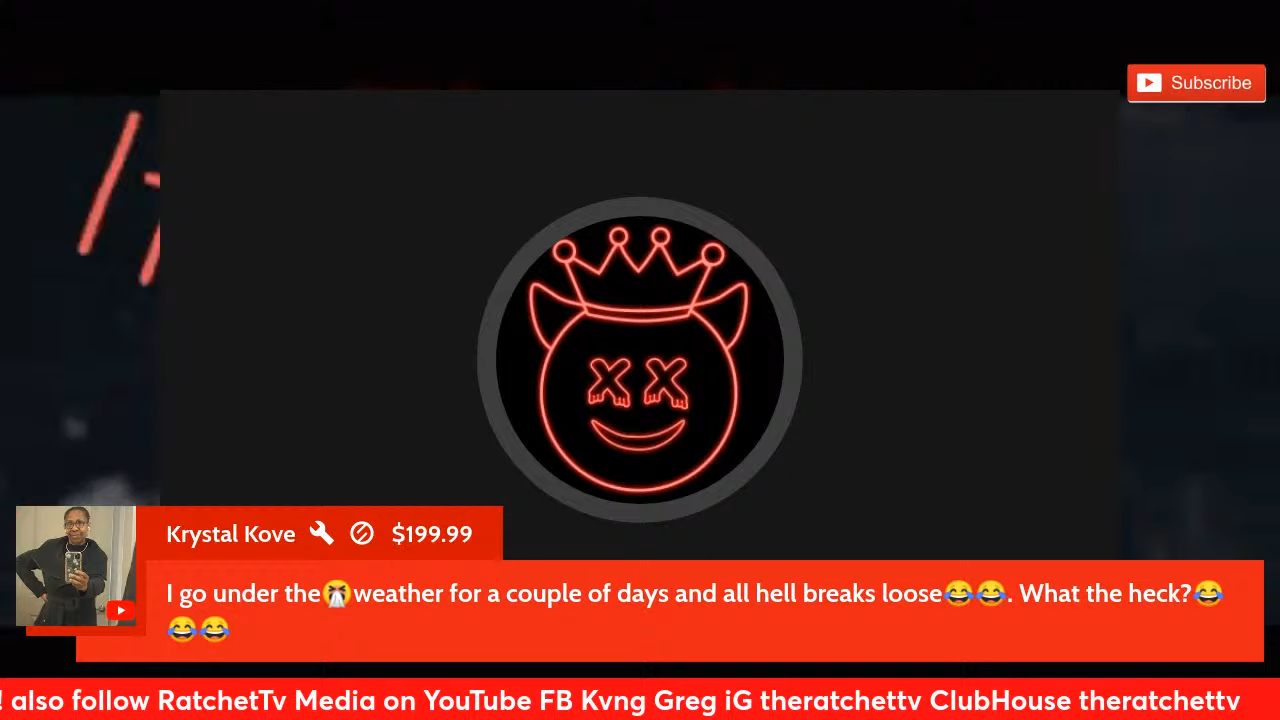 Subscribe
Krystal Kove $199.99
I go under the🤧weather for a couple of days and all hell breaks loose😂😂. What the heck?😂
😂😂
! also follow RatchetTv Media on YouTube FB Kvng Greg iG theratchettv ClubHouse theratchettv